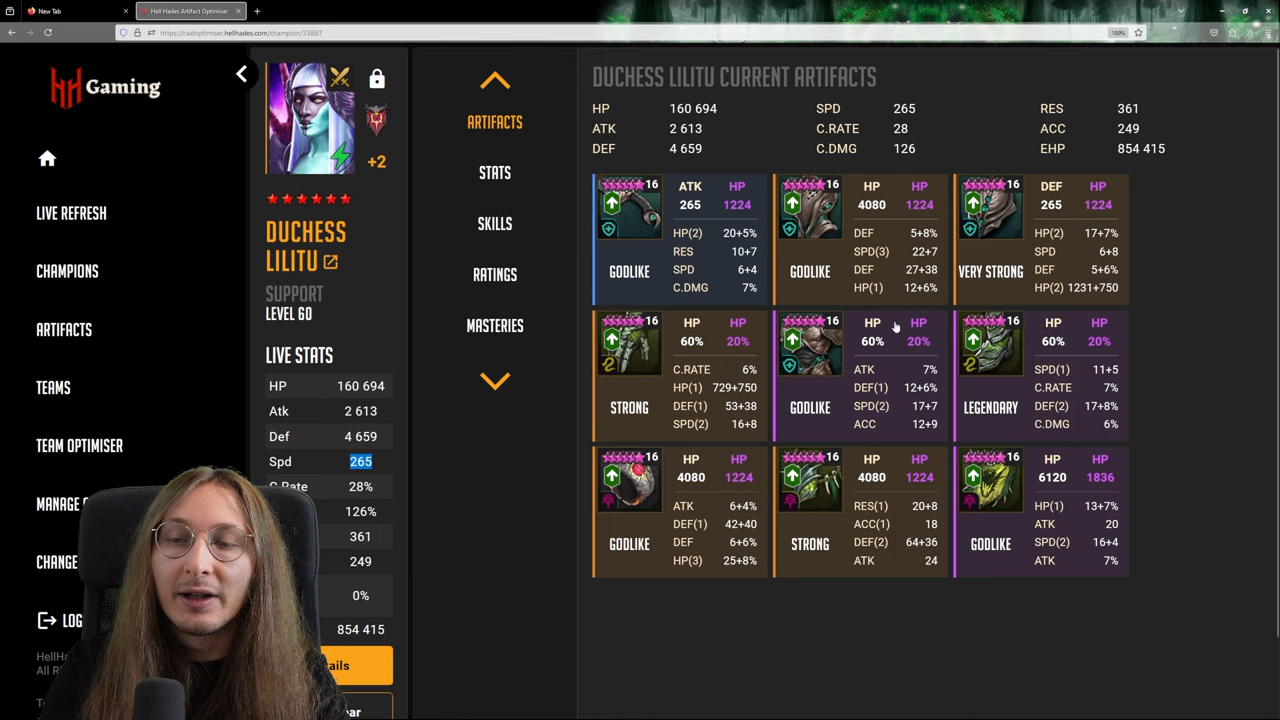 New Tab
Hell Hades Artifact Optimiser
https://raidoptimiser.hellhades.com/champion/33887
HH Gaming
LIVE REFRESH
CHAMPIONS
ARTIFACTS
TEAMS
TEAM OPTIMISER
MANAGE
CHANGE
LOG
All Ri
+2
DUCHESS
LILITU
SUPPORT
LEVEL 60
LIVE STATS
HP 160 694
Atk 2 613
Def 4 659
Spd 265
C.Rate 28%
126%
361
249
0%
854 415
ARTIFACTS
STATS
SKILLS
RATINGS
MASTERIES
DUCHESS LILITU CURRENT ARTIFACTS
HP 160 694 SPD 265 RES 361
ATK 2 613 C.RATE 28 ACC 249
DEF 4 659 C.DMG 126 EHP 854 415
16 ATK HP
265 1224
HP(2) 20+5%
RES 10+7
SPD 6+4
GODLIKE C.DMG 7%
16 HP HP
4080 1224
DEF 5+8%
SPD(3) 22+7
DEF 27+38
GODLIKE HP(1) 12+6%
16 DEF HP
265 1224
HP(2) 17+7%
SPD 6+8
DEF 5+6%
VERY STRONG HP(2) 1231+750
16 HP HP
60% 20%
C.RATE 6%
HP(1) 729+750
DEF(1) 53+38
STRONG SPD(2) 16+8
16 HP HP
60% 20%
ATK 7%
DEF(1) 12+6%
SPD(2) 17+7
GODLIKE ACC 12+9
16 HP HP
60% 20%
SPD(1) 11+5
C.RATE 7%
DEF(2) 17+8%
LEGENDARY C.DMG 6%
16 HP HP
4080 1224
ATK 6+4%
DEF(1) 42+40
DEF 6+6%
GODLIKE HP(3) 25+8%
16 HP HP
4080 1224
RES(1) 20+8
ACC(1) 18
DEF(2) 64+36
STRONG ATK 24
16 HP HP
6120 1836
HP(1) 13+7%
ATK 20
SPD(2) 16+4
GODLIKE ATK 7%